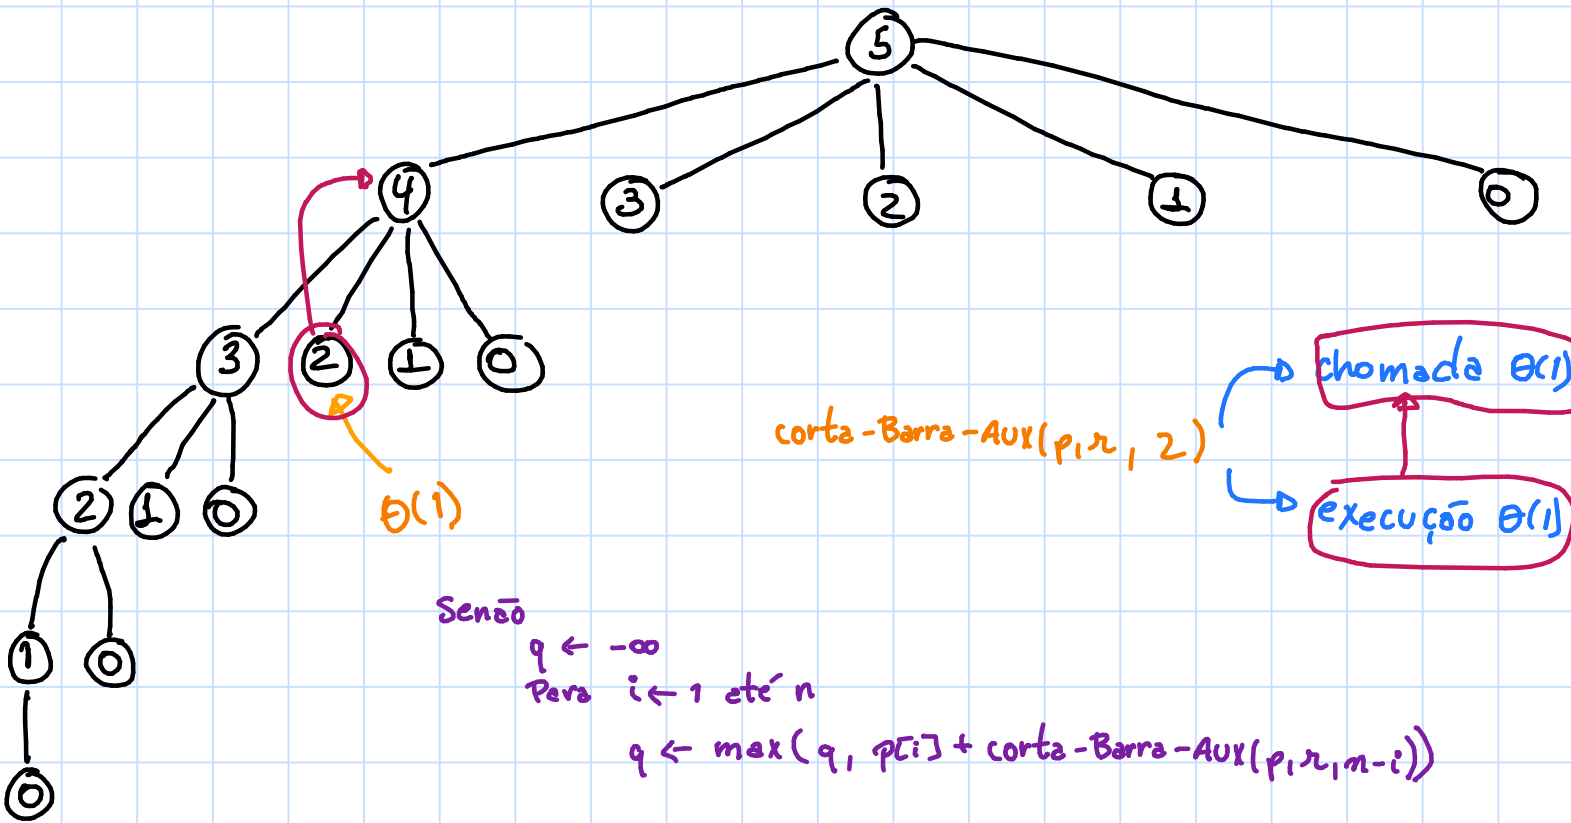 5
4 3 2 1 0
3 2 1 0
chamada Θ(1)
corta-Barra-Aux(p, r, 2)
2 1 0
Θ(1)
execução Θ(1)
Senão
q ← -∞
1 0
Para i ← 1 até n
q ← max(q, p[i] + corta-Barra-Aux(p, r, n-i))
0